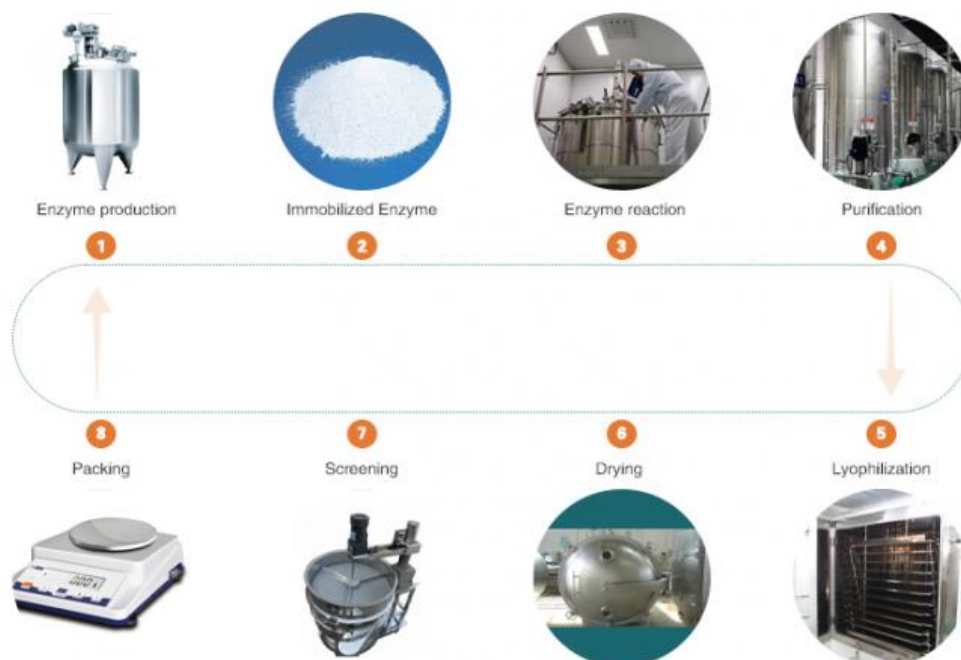 Enzyme production
Immobilized Enzyme
Enzyme reaction
Purification
1
2
3
4
8
7
6
5
Packing
Screening
Drying
Lyophilization